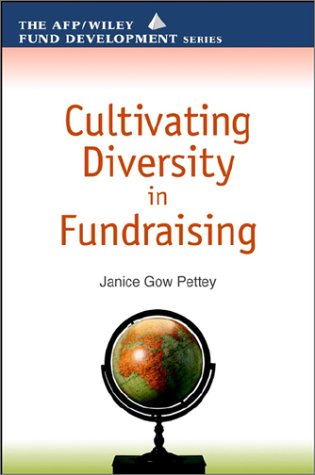 THE AFP/WILEY
FUND DEVELOPMENT SERIES
Cultivating
Diversity
in
Fundraising
Janice Gow Pettey